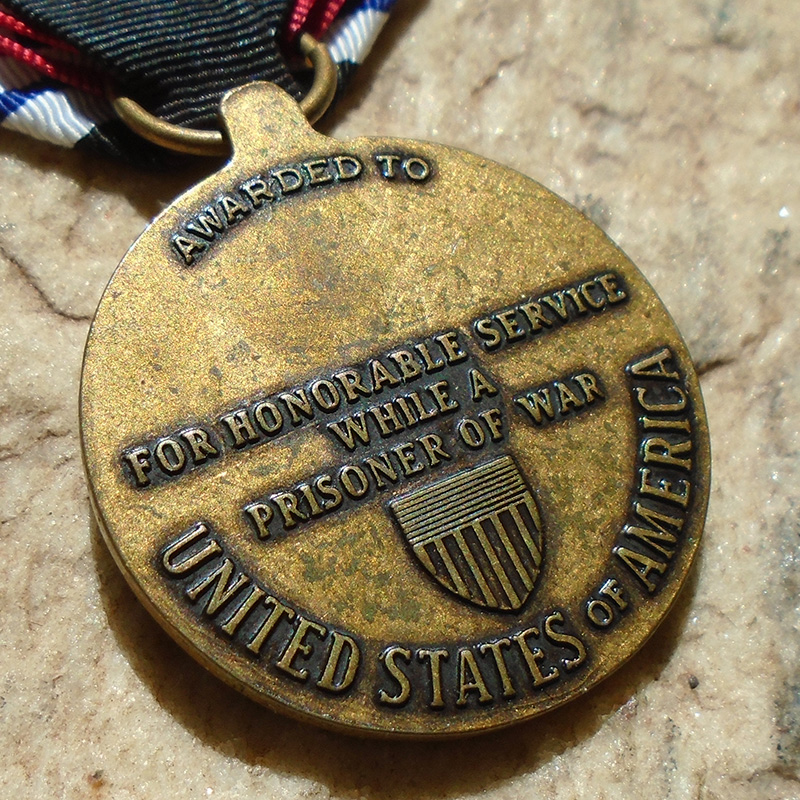 AWARDED TO
FOR HONORABLE SERVICE
WHILE A
PRISONER OF WAR
UNITED STATES OF AMERICA